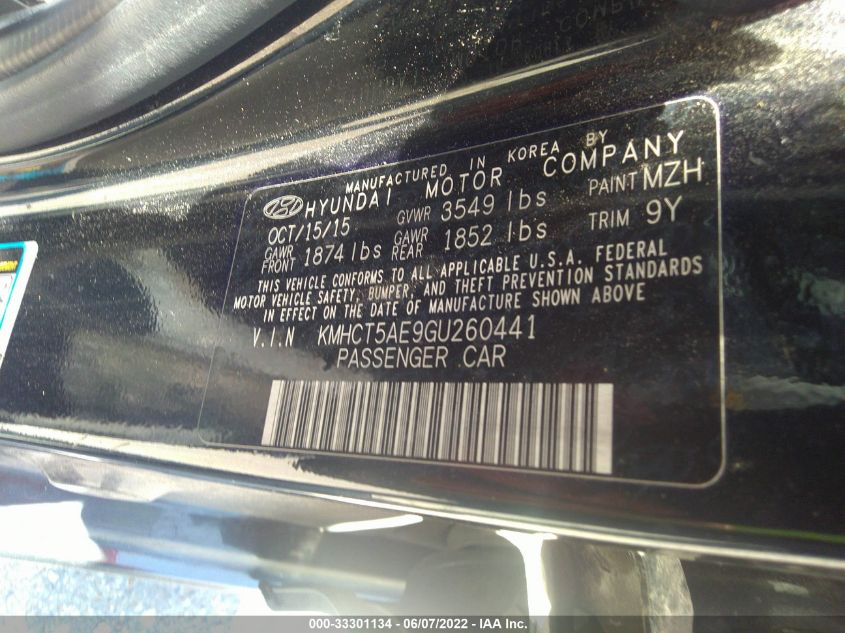 MANUFACTURED IN KOREA BY
HYUNDAI MOTOR COMPANY
OCT/15/15 GVWR 3549 lbs PAINT MZH
GAWR FRONT 1874 lbs GAWR REAR 1852 lbs TRIM 9Y
THIS VEHICLE CONFORMS TO ALL APPLICABLE U.S.A. FEDERAL
MOTOR VEHICLE SAFETY, BUMPER, AND THEFT PREVENTION STANDARDS
IN EFFECT ON THE DATE OF MANUFACTURE SHOWN ABOVE
V.I.N KMHCT5AE9GU260441
PASSENGER CAR
000-33301134 - 06/07/2022 - IAA Inc.